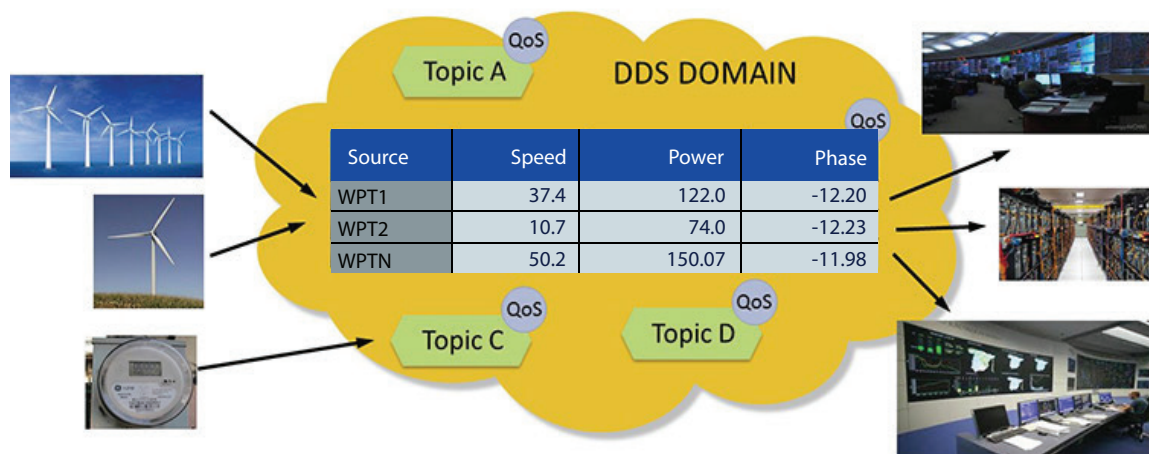 QoS
Topic A
DDS DOMAIN
QoS
Source Speed Power Phase
WPT1 37.4 122.0 -12.20
WPT2 10.7 74.0 -12.23
WPTN 50.2 150.07 -11.98
QoS
QoS
Topic C
Topic D